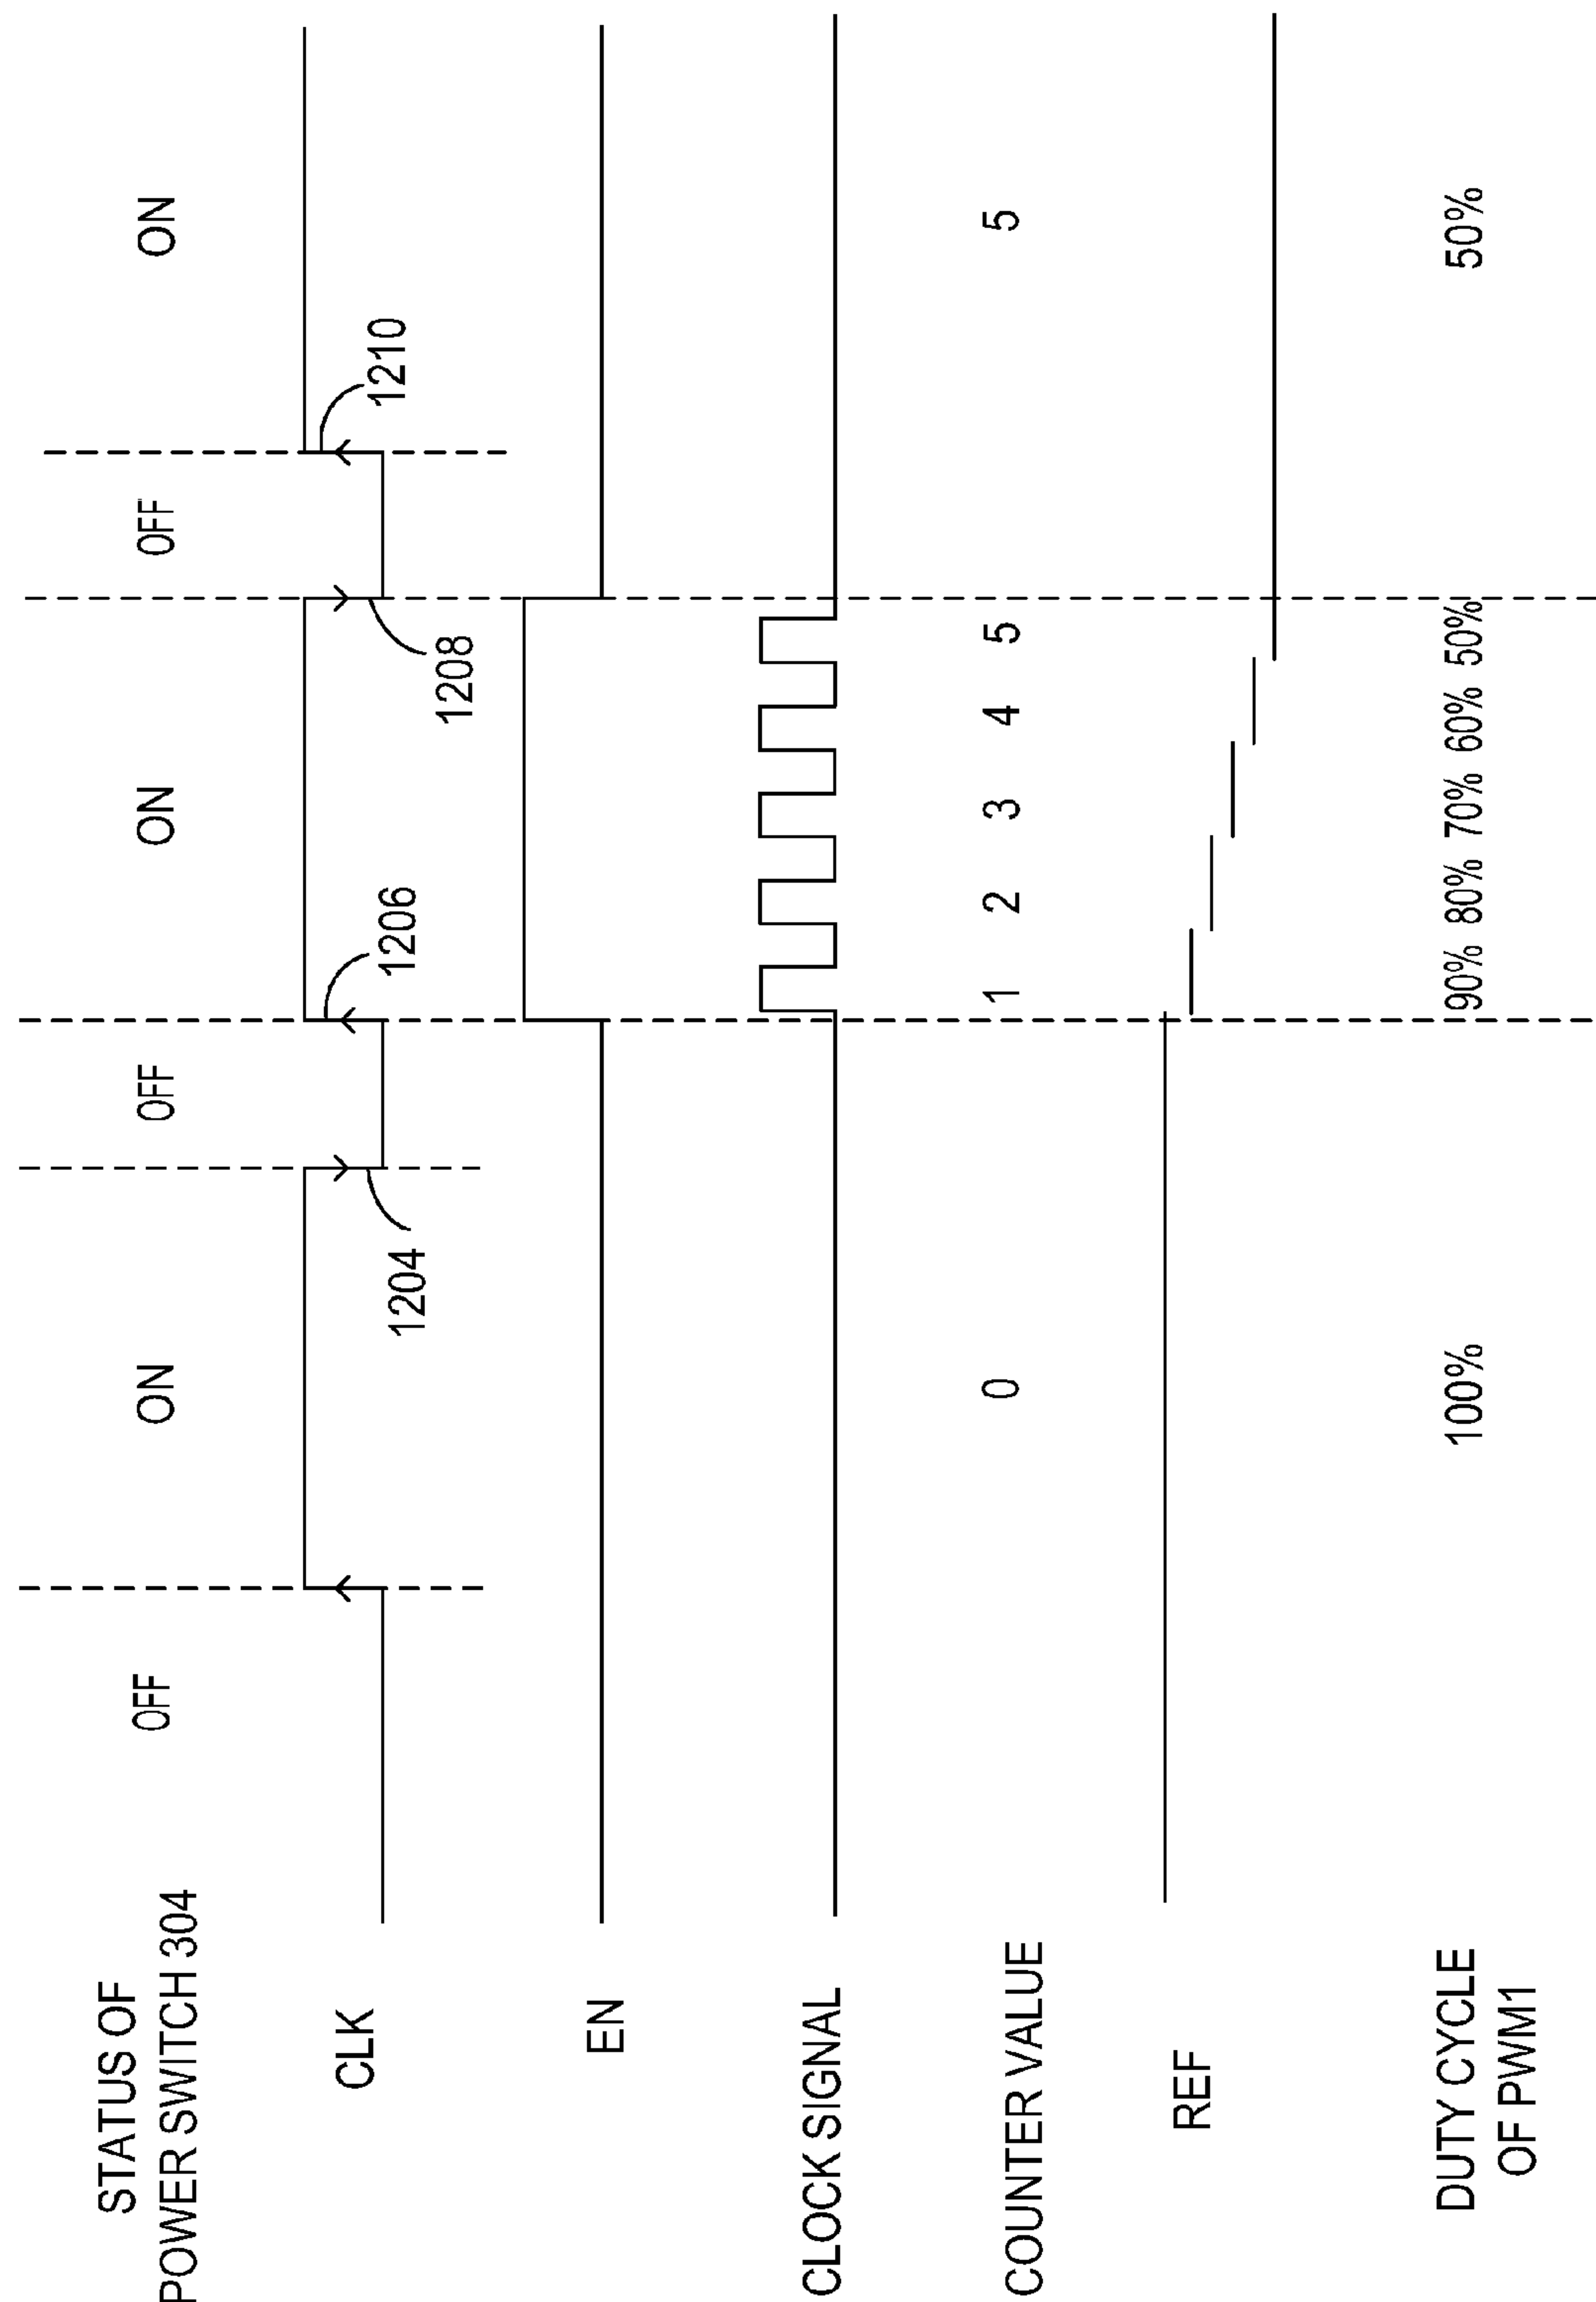 STATUS OF
POWER SWITCH 304
OFF
ON
OFF
ON
OFF
ON
CLK
1204
1206
1208
1210
EN
CLOCK SIGNAL
COUNTER VALUE
0
1
2
3
4
5
5
REF
DUTY CYCLE
OF PWM1
100%
90%
80%
70%
60%
50%
50%